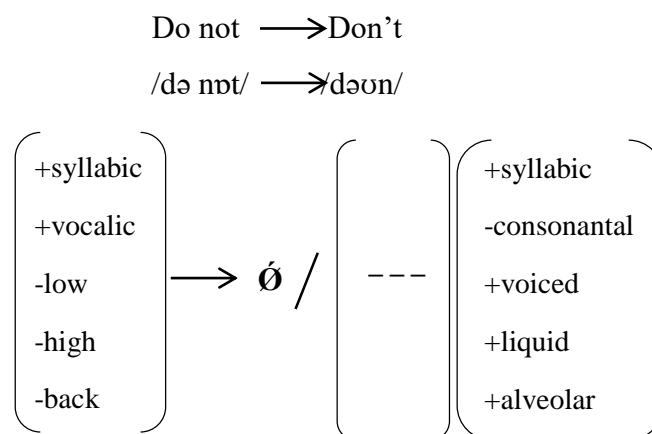 Do not → Don’t
/də nɒt/ → /dəʊn/
+syllabic +syllabic
+vocalic -consonantal
-low → Ǿ / --- +voiced
-high +liquid
-back +alveolar